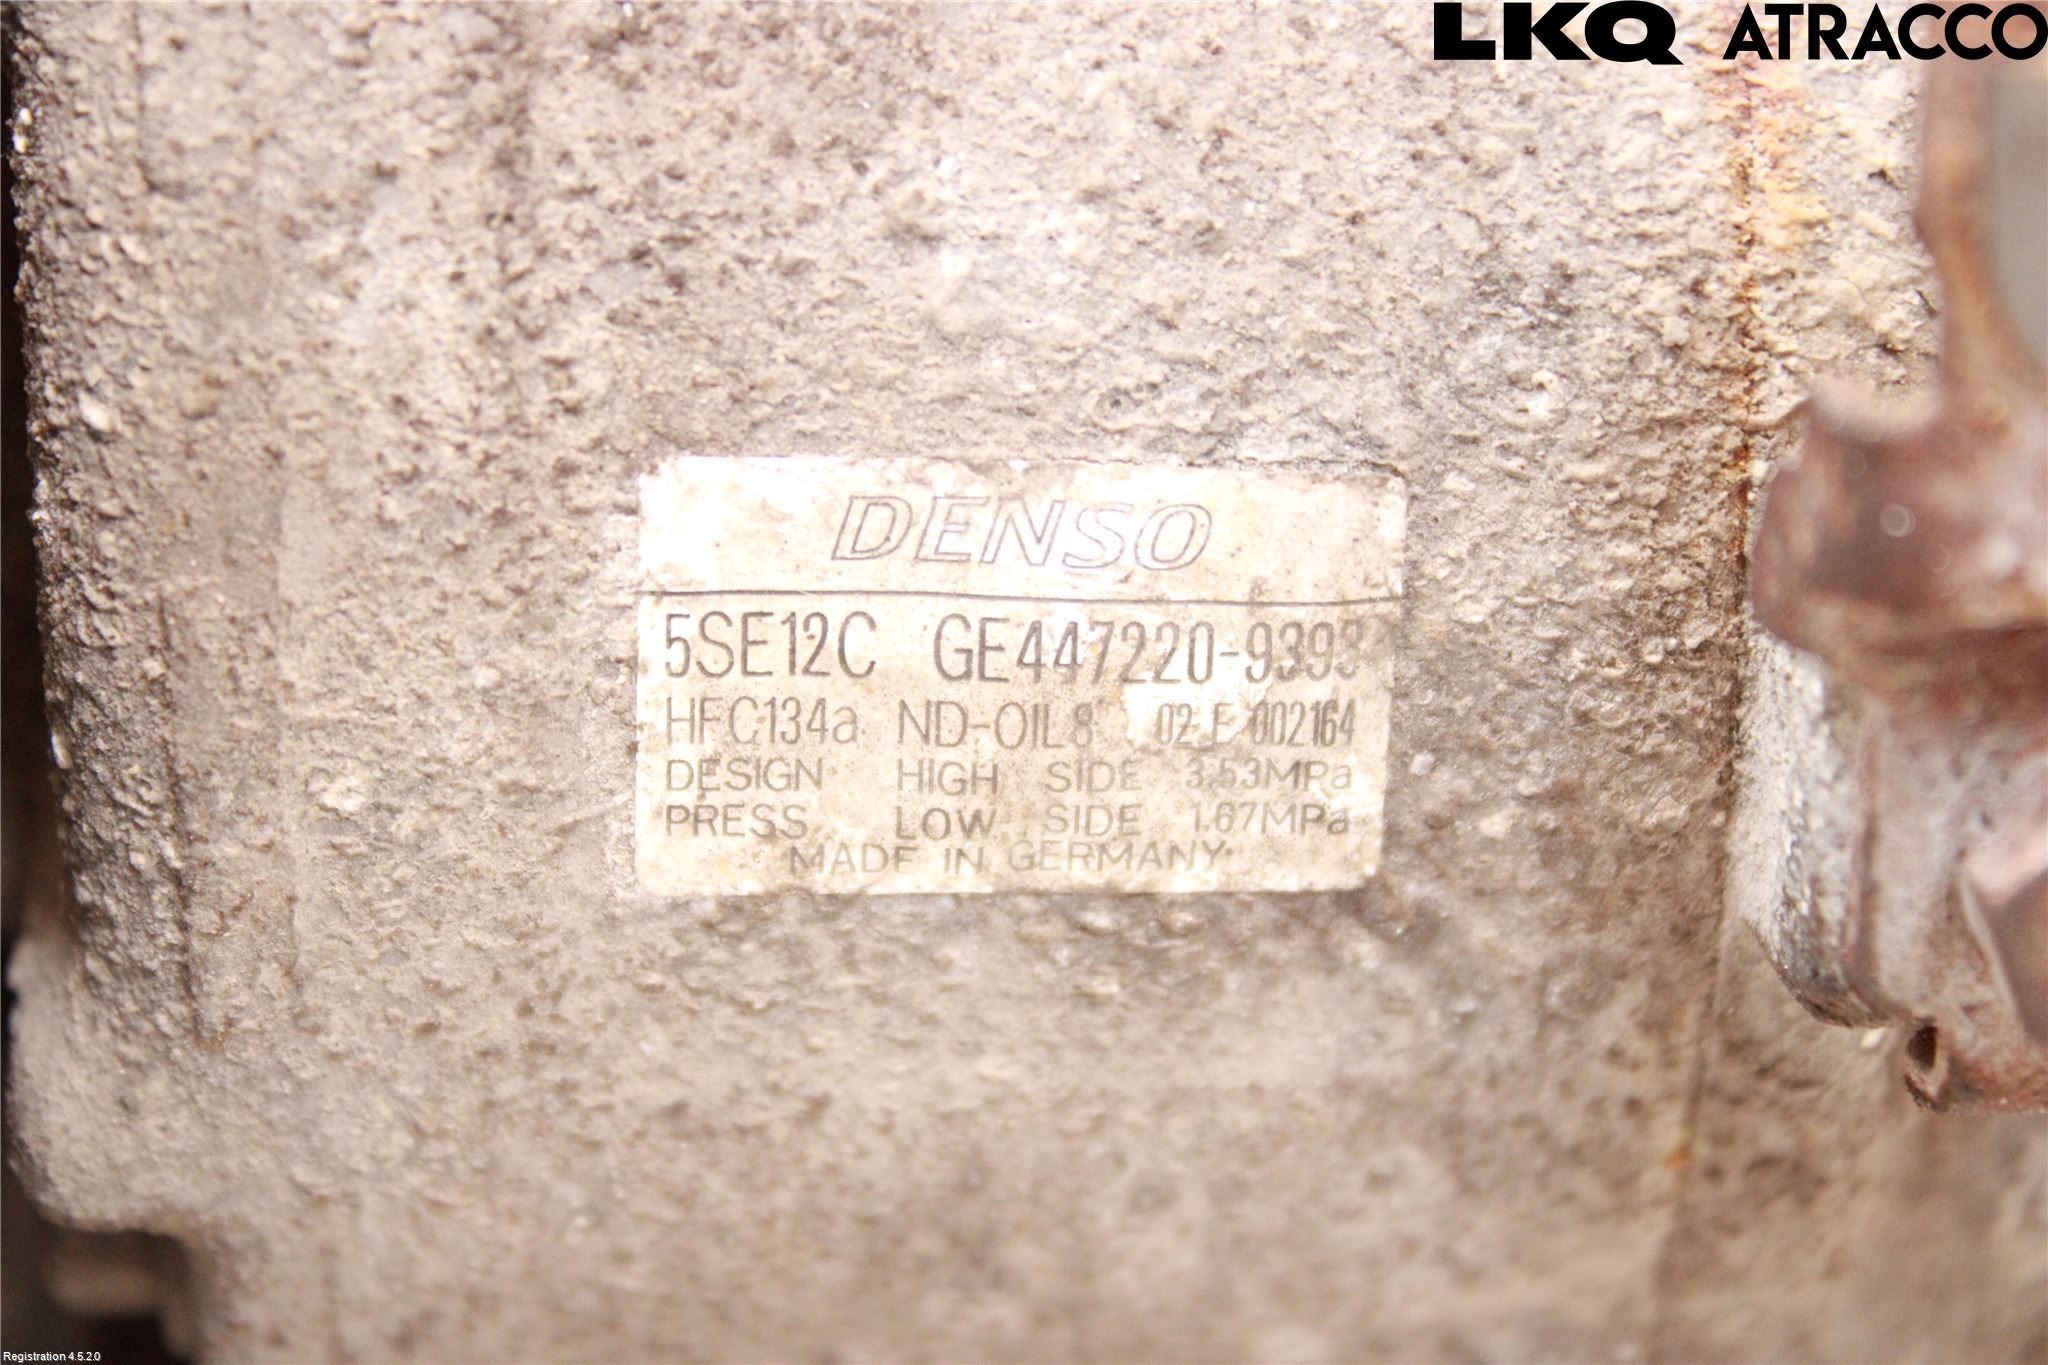 LKQ ATRACCO
DENSO
5SE12C GE447220-9393
HFC134a ND-OIL8 02 F 002164
DESIGN HIGH SIDE 3.53MPa
PRESS LOW SIDE 1.67MPa
MADE IN GERMANY
Registration 4.5.2.0